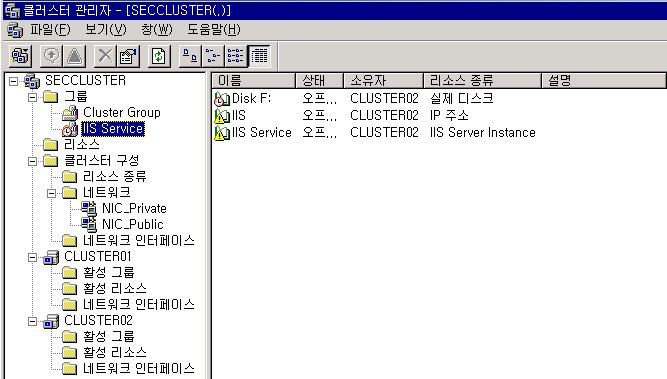 클러스터 관리자 - [SECCLUSTER(.)]
파일(F) 보기(V) 창(W) 도움말(H)
SECCLUSTER
그룹
Cluster Group
IIS Service
리소스
클러스터 구성
리소스 종류
네트워크
NIC_Private
NIC_Public
네트워크 인터페이스
CLUSTER01
활성 그룹
활성 리소스
네트워크 인터페이스
CLUSTER02
활성 그룹
활성 리소스
네트워크 인터페이스
이름 상태 소유자 리소스 종류 설명
Disk F: 오프... CLUSTER02 실제 디스크
IIS 오프... CLUSTER02 IP 주소
IIS Service 오프... CLUSTER02 IIS Server Instance